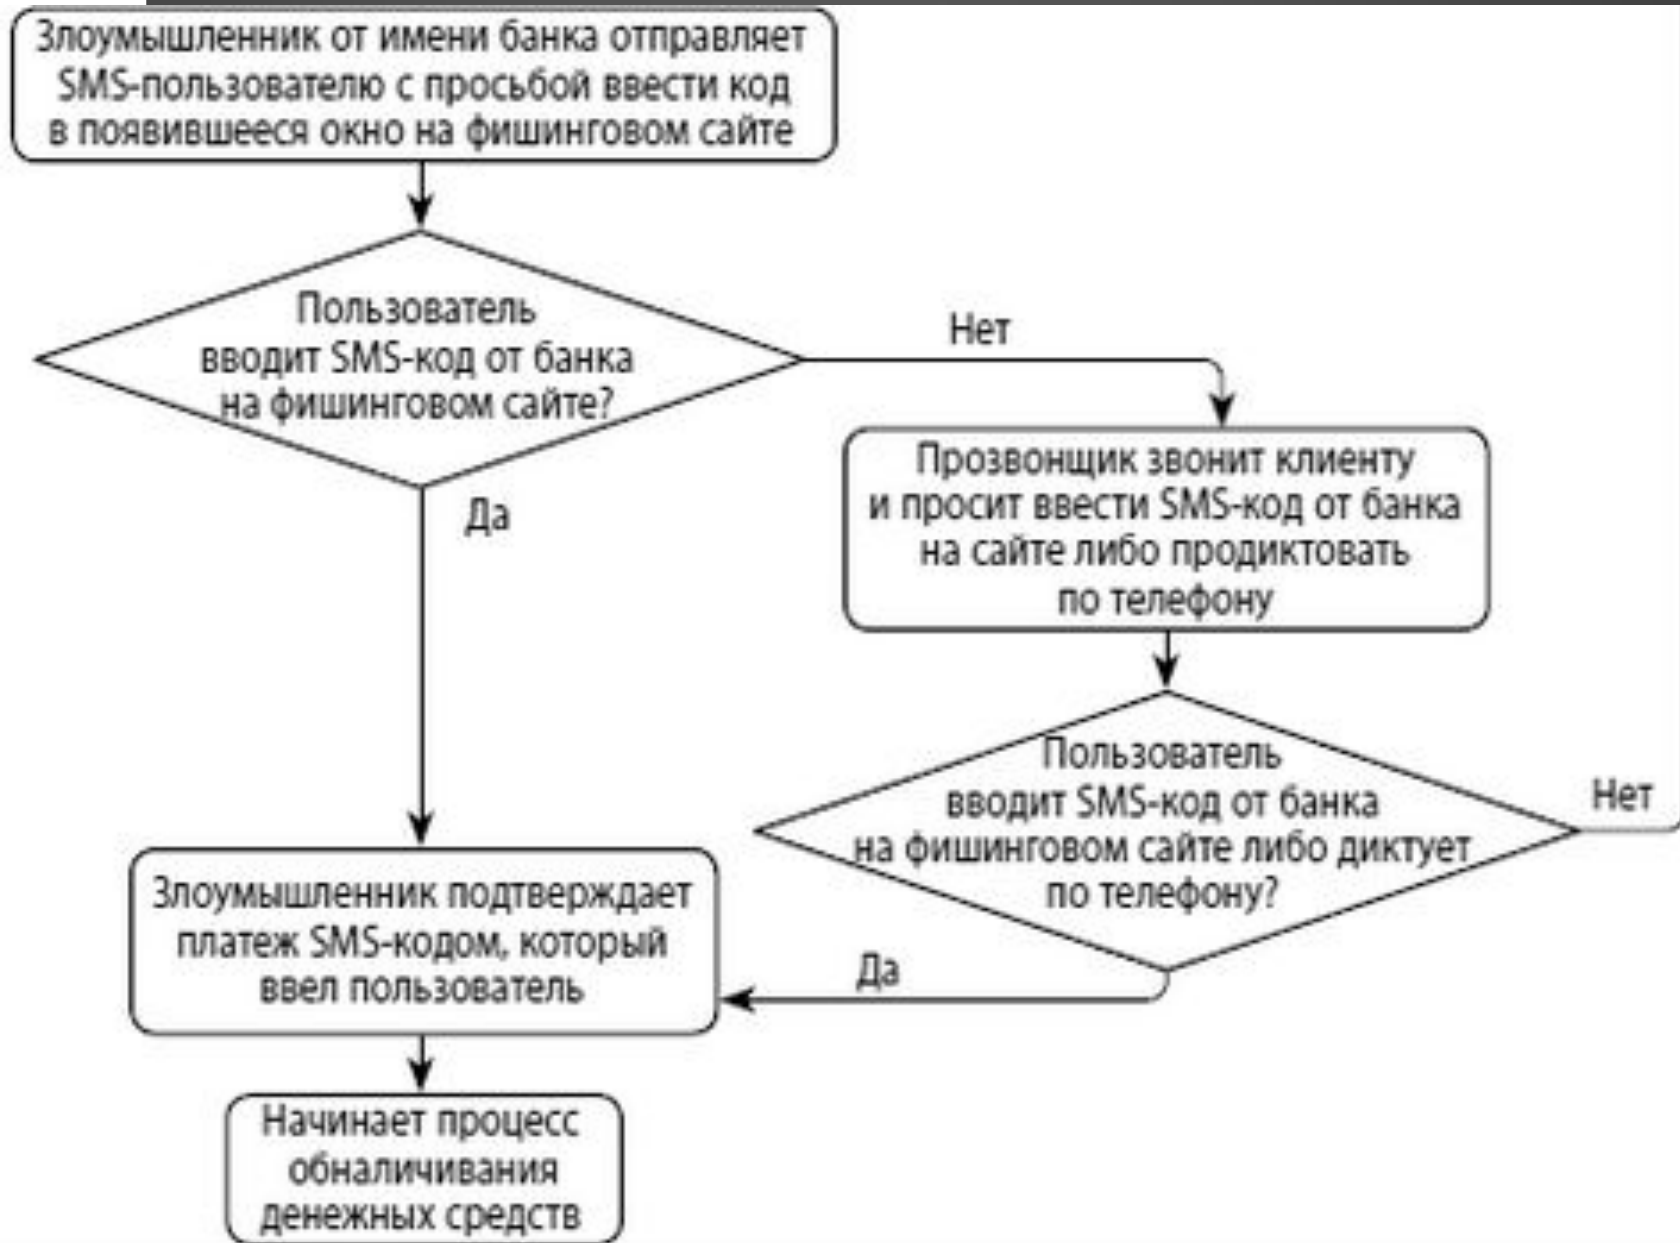 Злоумышленник от имени банка отправляет
SMS-пользователю с просьбой ввести код
в появившееся окно на фишинговом сайте
Пользователь
вводит SMS-код от банка
на фишинговом сайте?
Нет
Да
Прозвонщик звонит клиенту
и просит ввести SMS-код от банка
на сайте либо продиктовать
по телефону
Пользователь
вводит SMS-код от банка
на фишинговом сайте либо диктует
по телефону?
Нет
Да
Злоумышленник подтверждает
платеж SMS-кодом, который
ввел пользователь
Начинает процесс
обналичивания
денежных средств